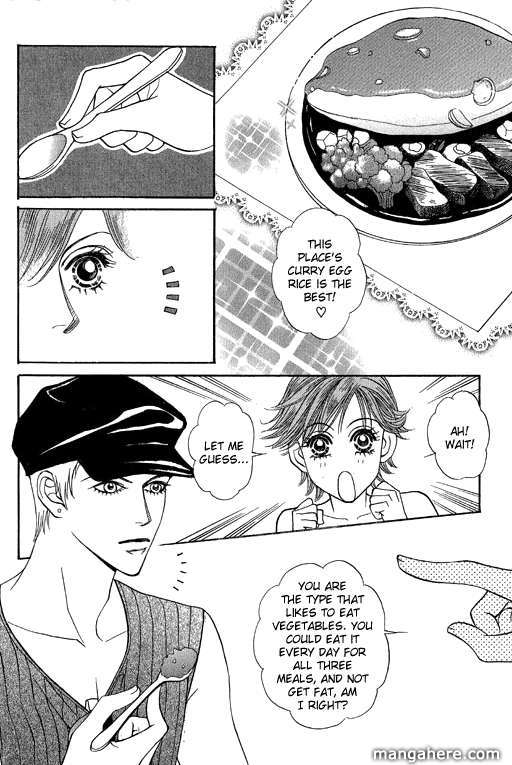 THIS
PLACE'S
CURRY EGG
RICE IS THE
BEST!
♡
AH!
WAIT!
LET ME
GUESS...
YOU ARE
THE TYPE THAT
LIKES TO EAT
VEGETABLES. YOU
COULD EAT IT
EVERY DAY FOR
ALL THREE
MEALS, AND NOT
GET FAT, AM
I RIGHT?
mangahere.com